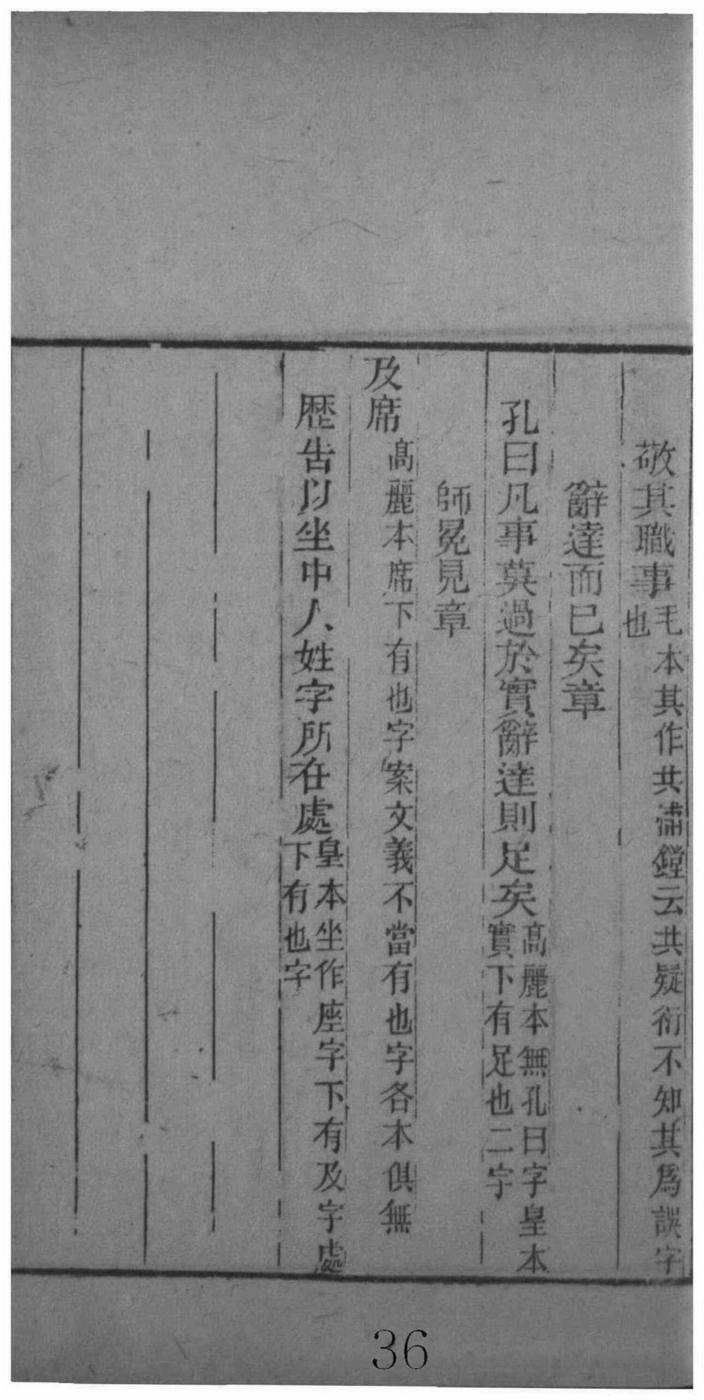 敬其職事毛本其作共浦鏜云共疑衍不知其爲誤字也
辭達而已矣章
孔曰凡事莫過於實辭達則足矣高麗本無孔曰字皇本實下有足也二字
師冕見章
及席高麗本席下有也字案文義不當有也字各本俱無
歷告以坐中人姓字所在處皇本坐作座字下有及字處下有也字
36